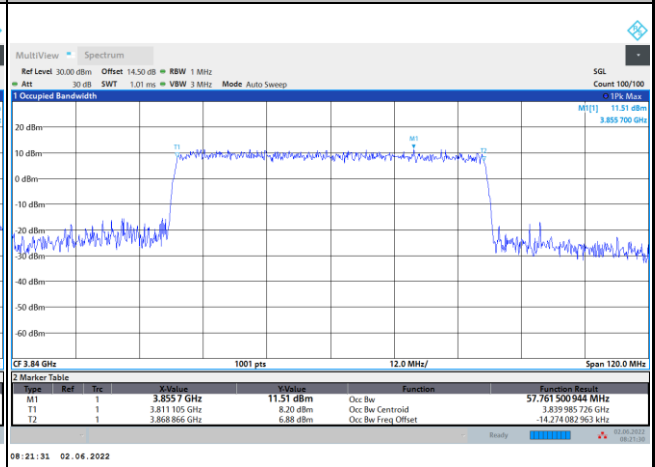 MultiView Spectrum
Ref Level 30.00 dBm Offset 14.50 dB RBW 1 MHz SGL
Att 30 dB SWT 1.01 ms VBW 3 MHz Mode Auto Sweep Count 100/100
1 Occupied Bandwidth 1Pk Max
M1[1] 11.51 dBm
3.855 700 GHz
20 dBm
M1
T1 T2
10 dBm
0 dBm
-10 dBm
-20 dBm
-30 dBm
-40 dBm
-50 dBm
-60 dBm
CF 3.84 GHz 1001 pts 12.0 MHz/ Span 120.0 MHz
2 Marker Table
Type Ref Trc X-Value Y-Value Function Function Result
M1 1 3.855 7 GHz 11.51 dBm Occ Bw 57.761 500 944 MHz
T1 1 3.811 105 GHz 8.20 dBm Occ Bw Centroid 3.839 985 726 GHz
T2 1 3.868 866 GHz 6.88 dBm Occ Bw Freq Offset -14.274 082 963 kHz
Ready 02.06.2022
08:21:30
08:21:31 02.06.2022